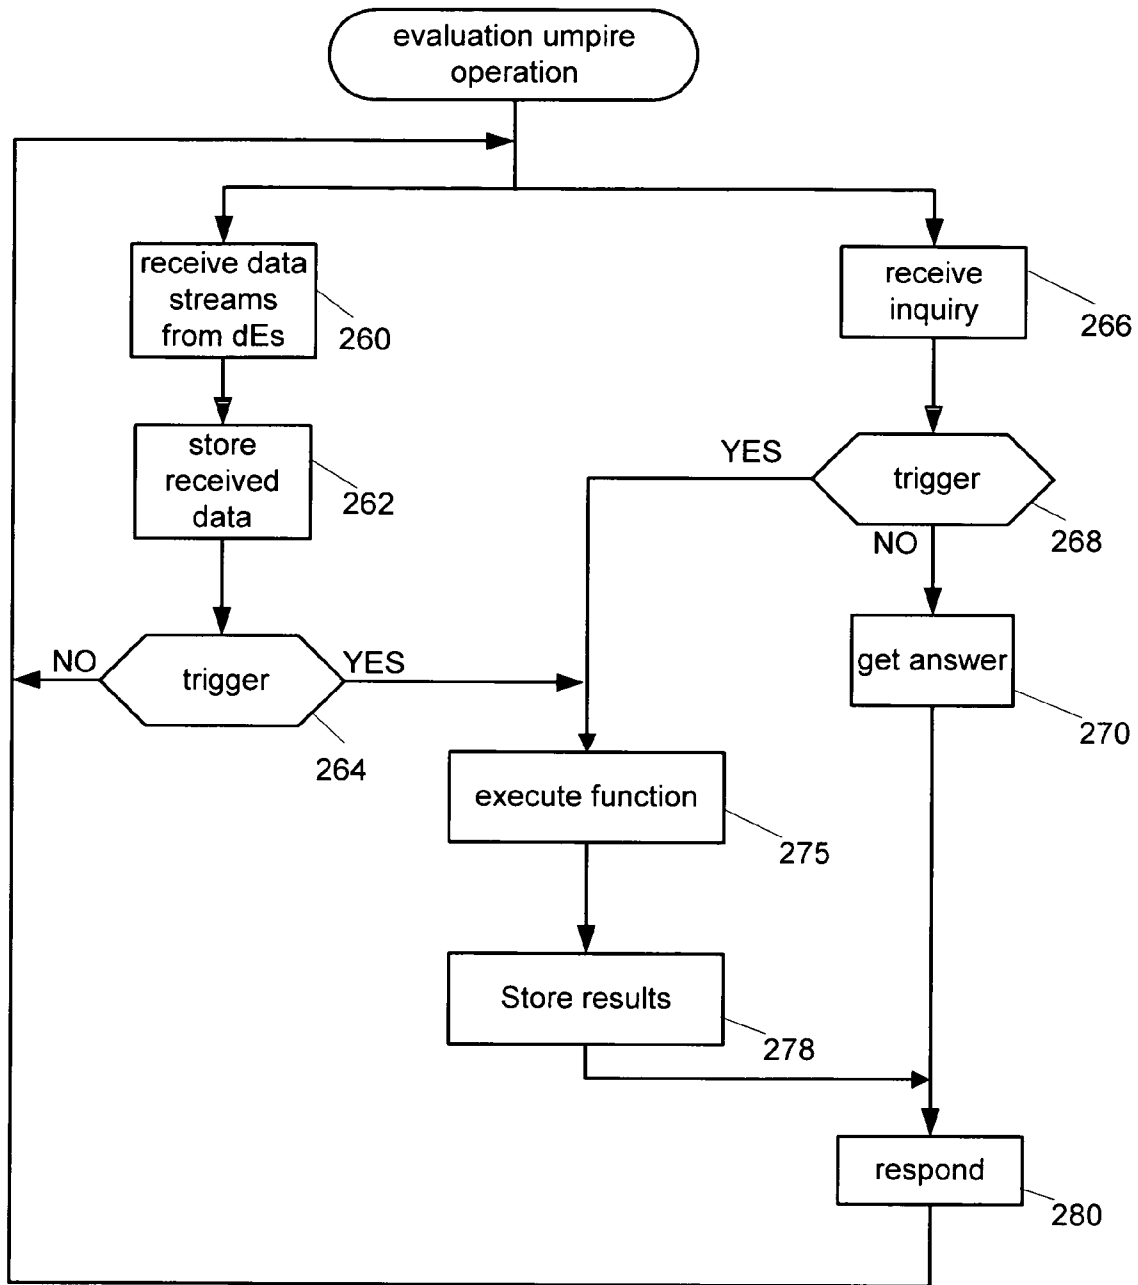 evaluation umpire
operation
receive data
streams
from dEs
260
receive
inquiry
266
store
received
data
262
YES
trigger
268
NO
NO
trigger
YES
264
get answer
270
execute function
275
Store results
278
respond
280